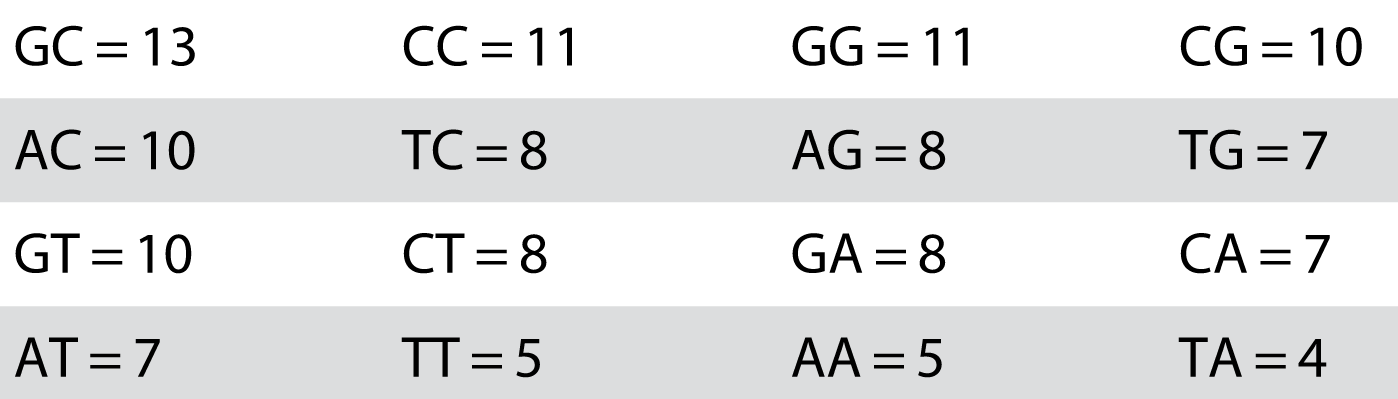 GC = 13 CC = 11 GG = 11 CG = 10
AC = 10 TC = 8 AG = 8 TG = 7
GT = 10 CT = 8 GA = 8 CA = 7
AT = 7 TT = 5 AA = 5 TA = 4